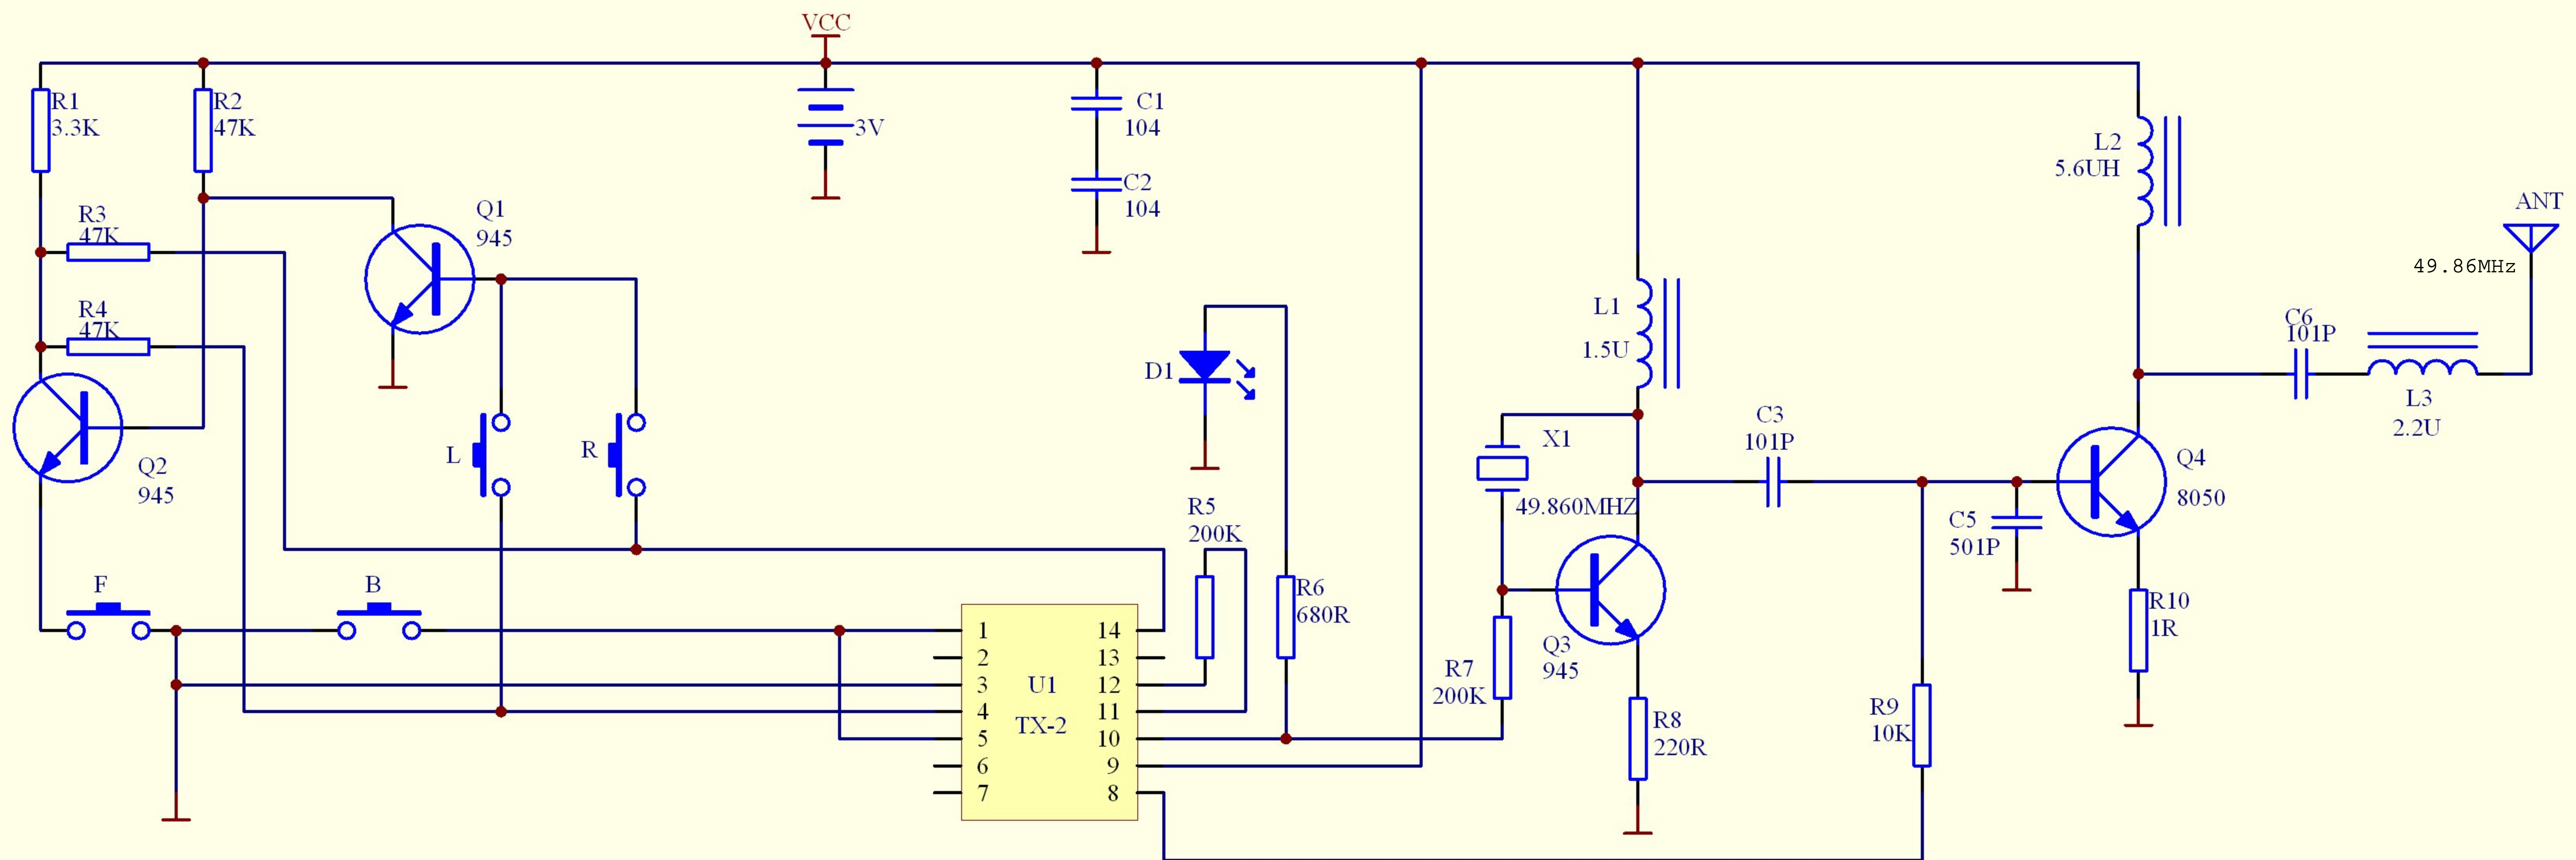 VCC
R1
3.3K
R2
47K
3V
C1
104
C2
104
L2
5.6UH
ANT
49.86MHz
R3
47K
Q1
945
R4
47K
L1
1.5U
D1
C6
101P
L3
2.2U
L
R
X1
49.860MHZ
C3
101P
Q2
945
Q4
8050
C5
501P
R5
200K
F
B
R6
680R
R10
1R
Q3
945
R7
200K
R8
220R
R9
10K
U1
TX-2
1
2
3
4
5
6
7
14
13
12
11
10
9
8